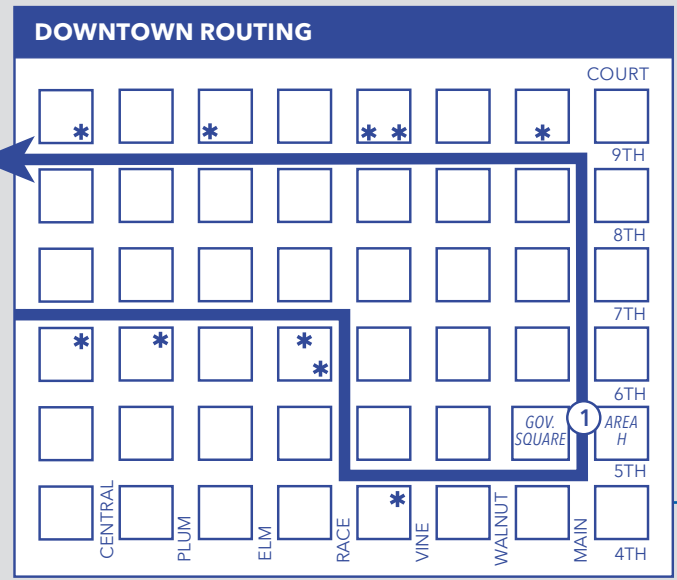 DOWNTOWN ROUTING
COURT
* * * * *
9TH
8TH
7TH
* * *
*
6TH
GOV.
SQUARE
1
AREA
H
5TH
*
CENTRAL
PLUM
ELM
RACE
VINE
WALNUT
MAIN
4TH